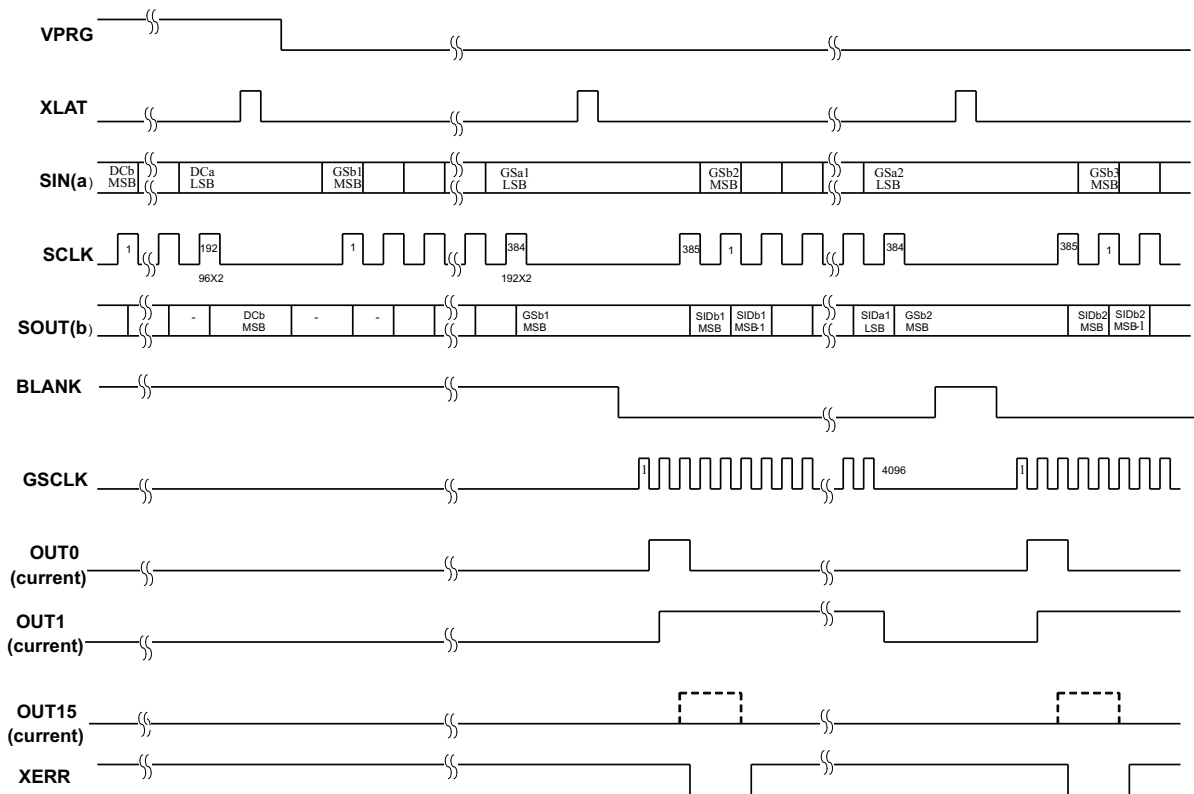 VPRG
XLAT
SIN(a)
DCb
MSB
DCa
LSB
GSb1
MSB
GSa1
LSB
GSb2
MSB
GSa2
LSB
GSb3
MSB
SCLK
1
192
1
384
385
1
384
385
1
96X2
192X2
SOUT(b)
-
DCb
MSB
-
-
GSb1
MSB
SIDb1
MSB
SIDb1
MSB-1
SIDa1
LSB
GSb2
MSB
SIDb2
MSB
SIDb2
MSB-1
BLANK
GSCLK
1
4096
1
OUT0
(current)
OUT1
(current)
OUT15
(current)
XERR